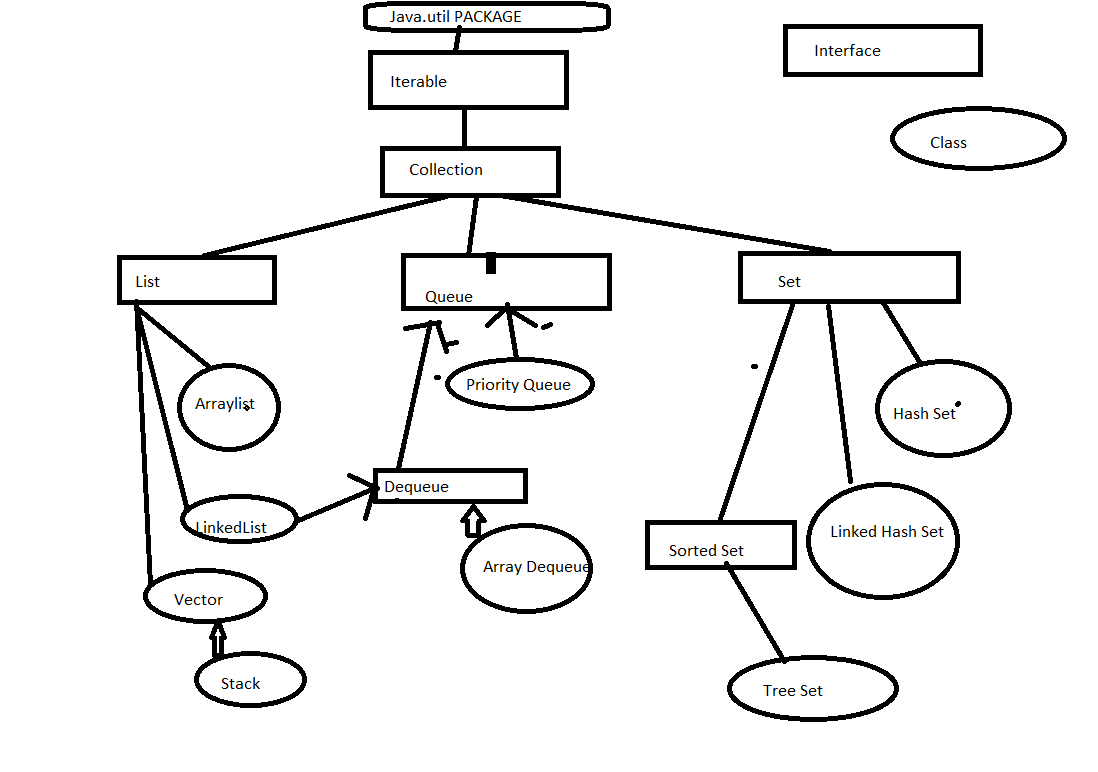 Java.util PACKAGE
Interface
Iterable
Class
Collection
List
Queue
Set
Arraylist
Priority Queue
Hash Set
Dequeue
LinkedList
Linked Hash Set
Sorted Set
Array Dequeue
Vector
Stack
Tree Set